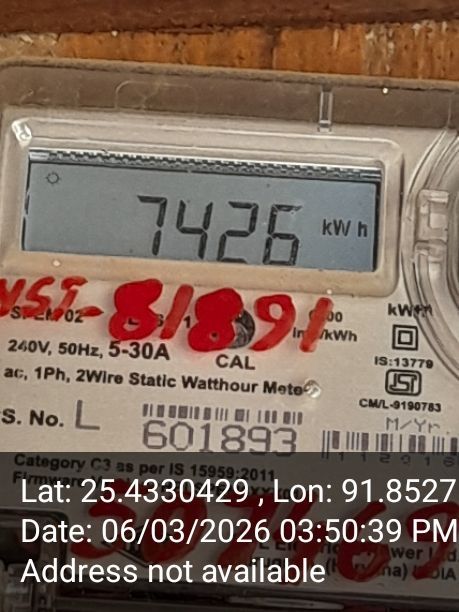 7426 kWh
NST-81891
240V, 50Hz, 5-30A
CAL
IS:13779
ac, 1Ph, 2Wire Static Watthour Meter
CM/L-9190783
S. No. L
601893
M/Yr.
Category C3 as per IS 15959:2011
Lat: 25.4330429 , Lon: 91.8527
Date: 06/03/2026 03:50:39 PM
Address not available